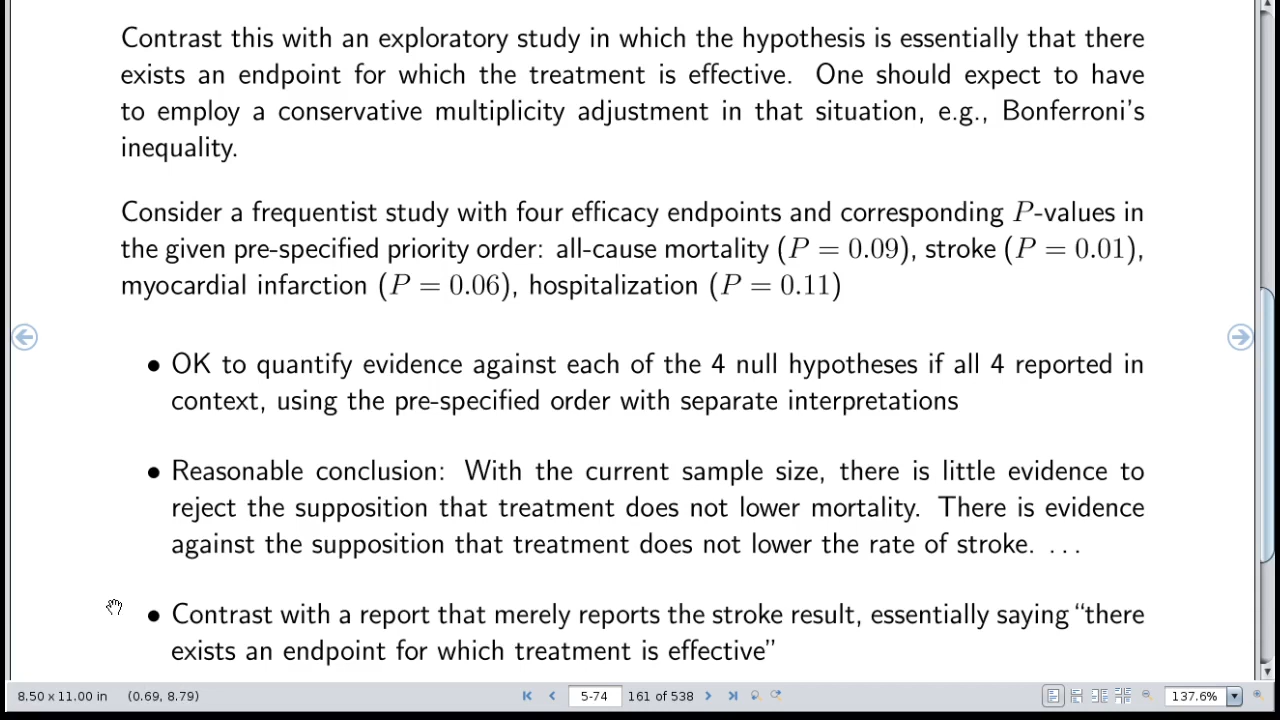 Contrast this with an exploratory study in which the hypothesis is essentially that there
exists an endpoint for which the treatment is effective. One should expect to have
to employ a conservative multiplicity adjustment in that situation, e.g., Bonferroni's
inequality.
Consider a frequentist study with four efficacy endpoints and corresponding P-values in
the given pre-specified priority order: all-cause mortality (P = 0.09), stroke (P = 0.01),
myocardial infarction (P = 0.06), hospitalization (P = 0.11)
• OK to quantify evidence against each of the 4 null hypotheses if all 4 reported in
context, using the pre-specified order with separate interpretations
• Reasonable conclusion: With the current sample size, there is little evidence to
reject the supposition that treatment does not lower mortality. There is evidence
against the supposition that treatment does not lower the rate of stroke. ...
• Contrast with a report that merely reports the stroke result, essentially saying “there
exists an endpoint for which treatment is effective”
8.50 x 11.00 in (0.69, 8.79) 5-74 161 of 538 137.6%